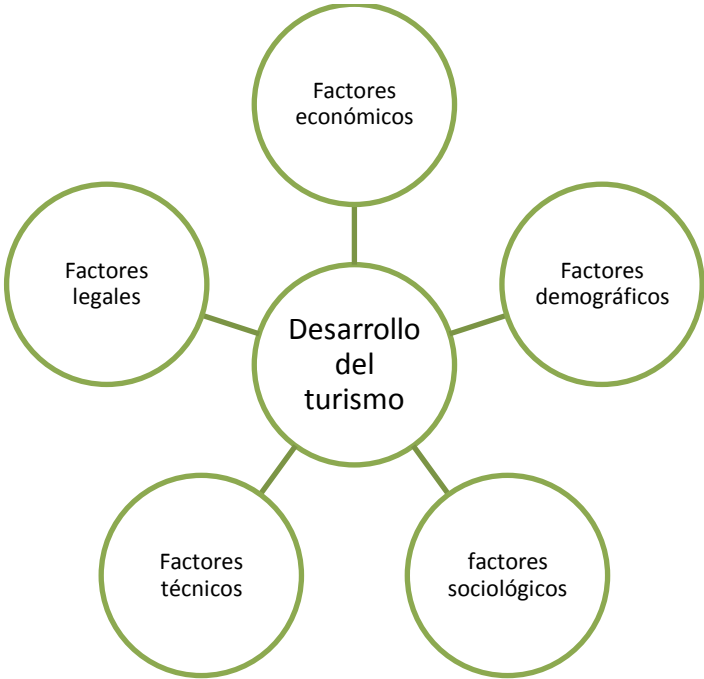 Factores
económicos
Factores
legales
Factores
demográficos
Desarrollo
del
turismo
Factores
técnicos
factores
sociológicos